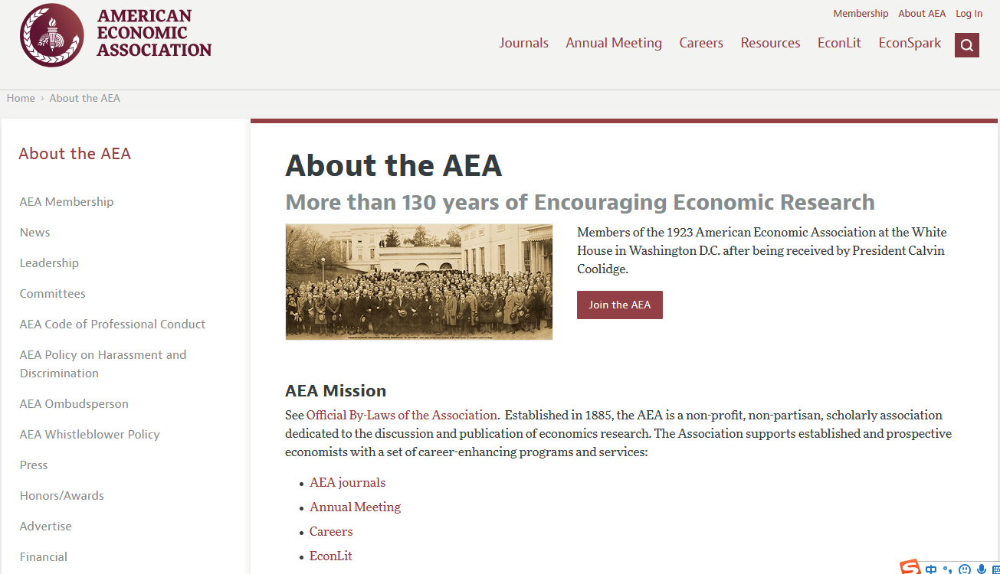 AMERICAN
ECONOMIC
ASSOCIATION
Membership About AEA Log In
Journals Annual Meeting Careers Resources EconLit EconSpark
Home › About the AEA
About the AEA
AEA Membership
News
Leadership
Committees
AEA Code of Professional Conduct
AEA Policy on Harassment and
Discrimination
AEA Ombudsperson
AEA Whistleblower Policy
Press
Honors/Awards
Advertise
Financial
About the AEA
More than 130 years of Encouraging Economic Research
Members of the 1923 American Economic Association at the White
House in Washington D.C. after being received by President Calvin
Coolidge.
Join the AEA
AEA Mission
See Official By-Laws of the Association. Established in 1885, the AEA is a non-profit, non-partisan, scholarly association
dedicated to the discussion and publication of economics research. The Association supports established and prospective
economists with a set of career-enhancing programs and services:
• AEA journals
• Annual Meeting
• Careers
• EconLit
中